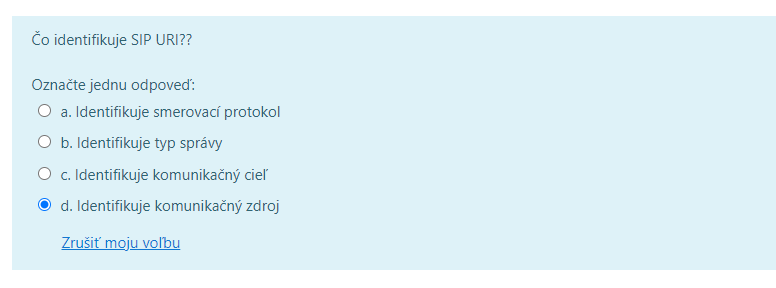 Čo identifikuje SIP URI??
Označte jednu odpoveď:
a. Identifikuje smerovací protokol
b. Identifikuje typ správy
c. Identifikuje komunikačný cieľ
d. Identifikuje komunikačný zdroj
Zrušiť moju voľbu